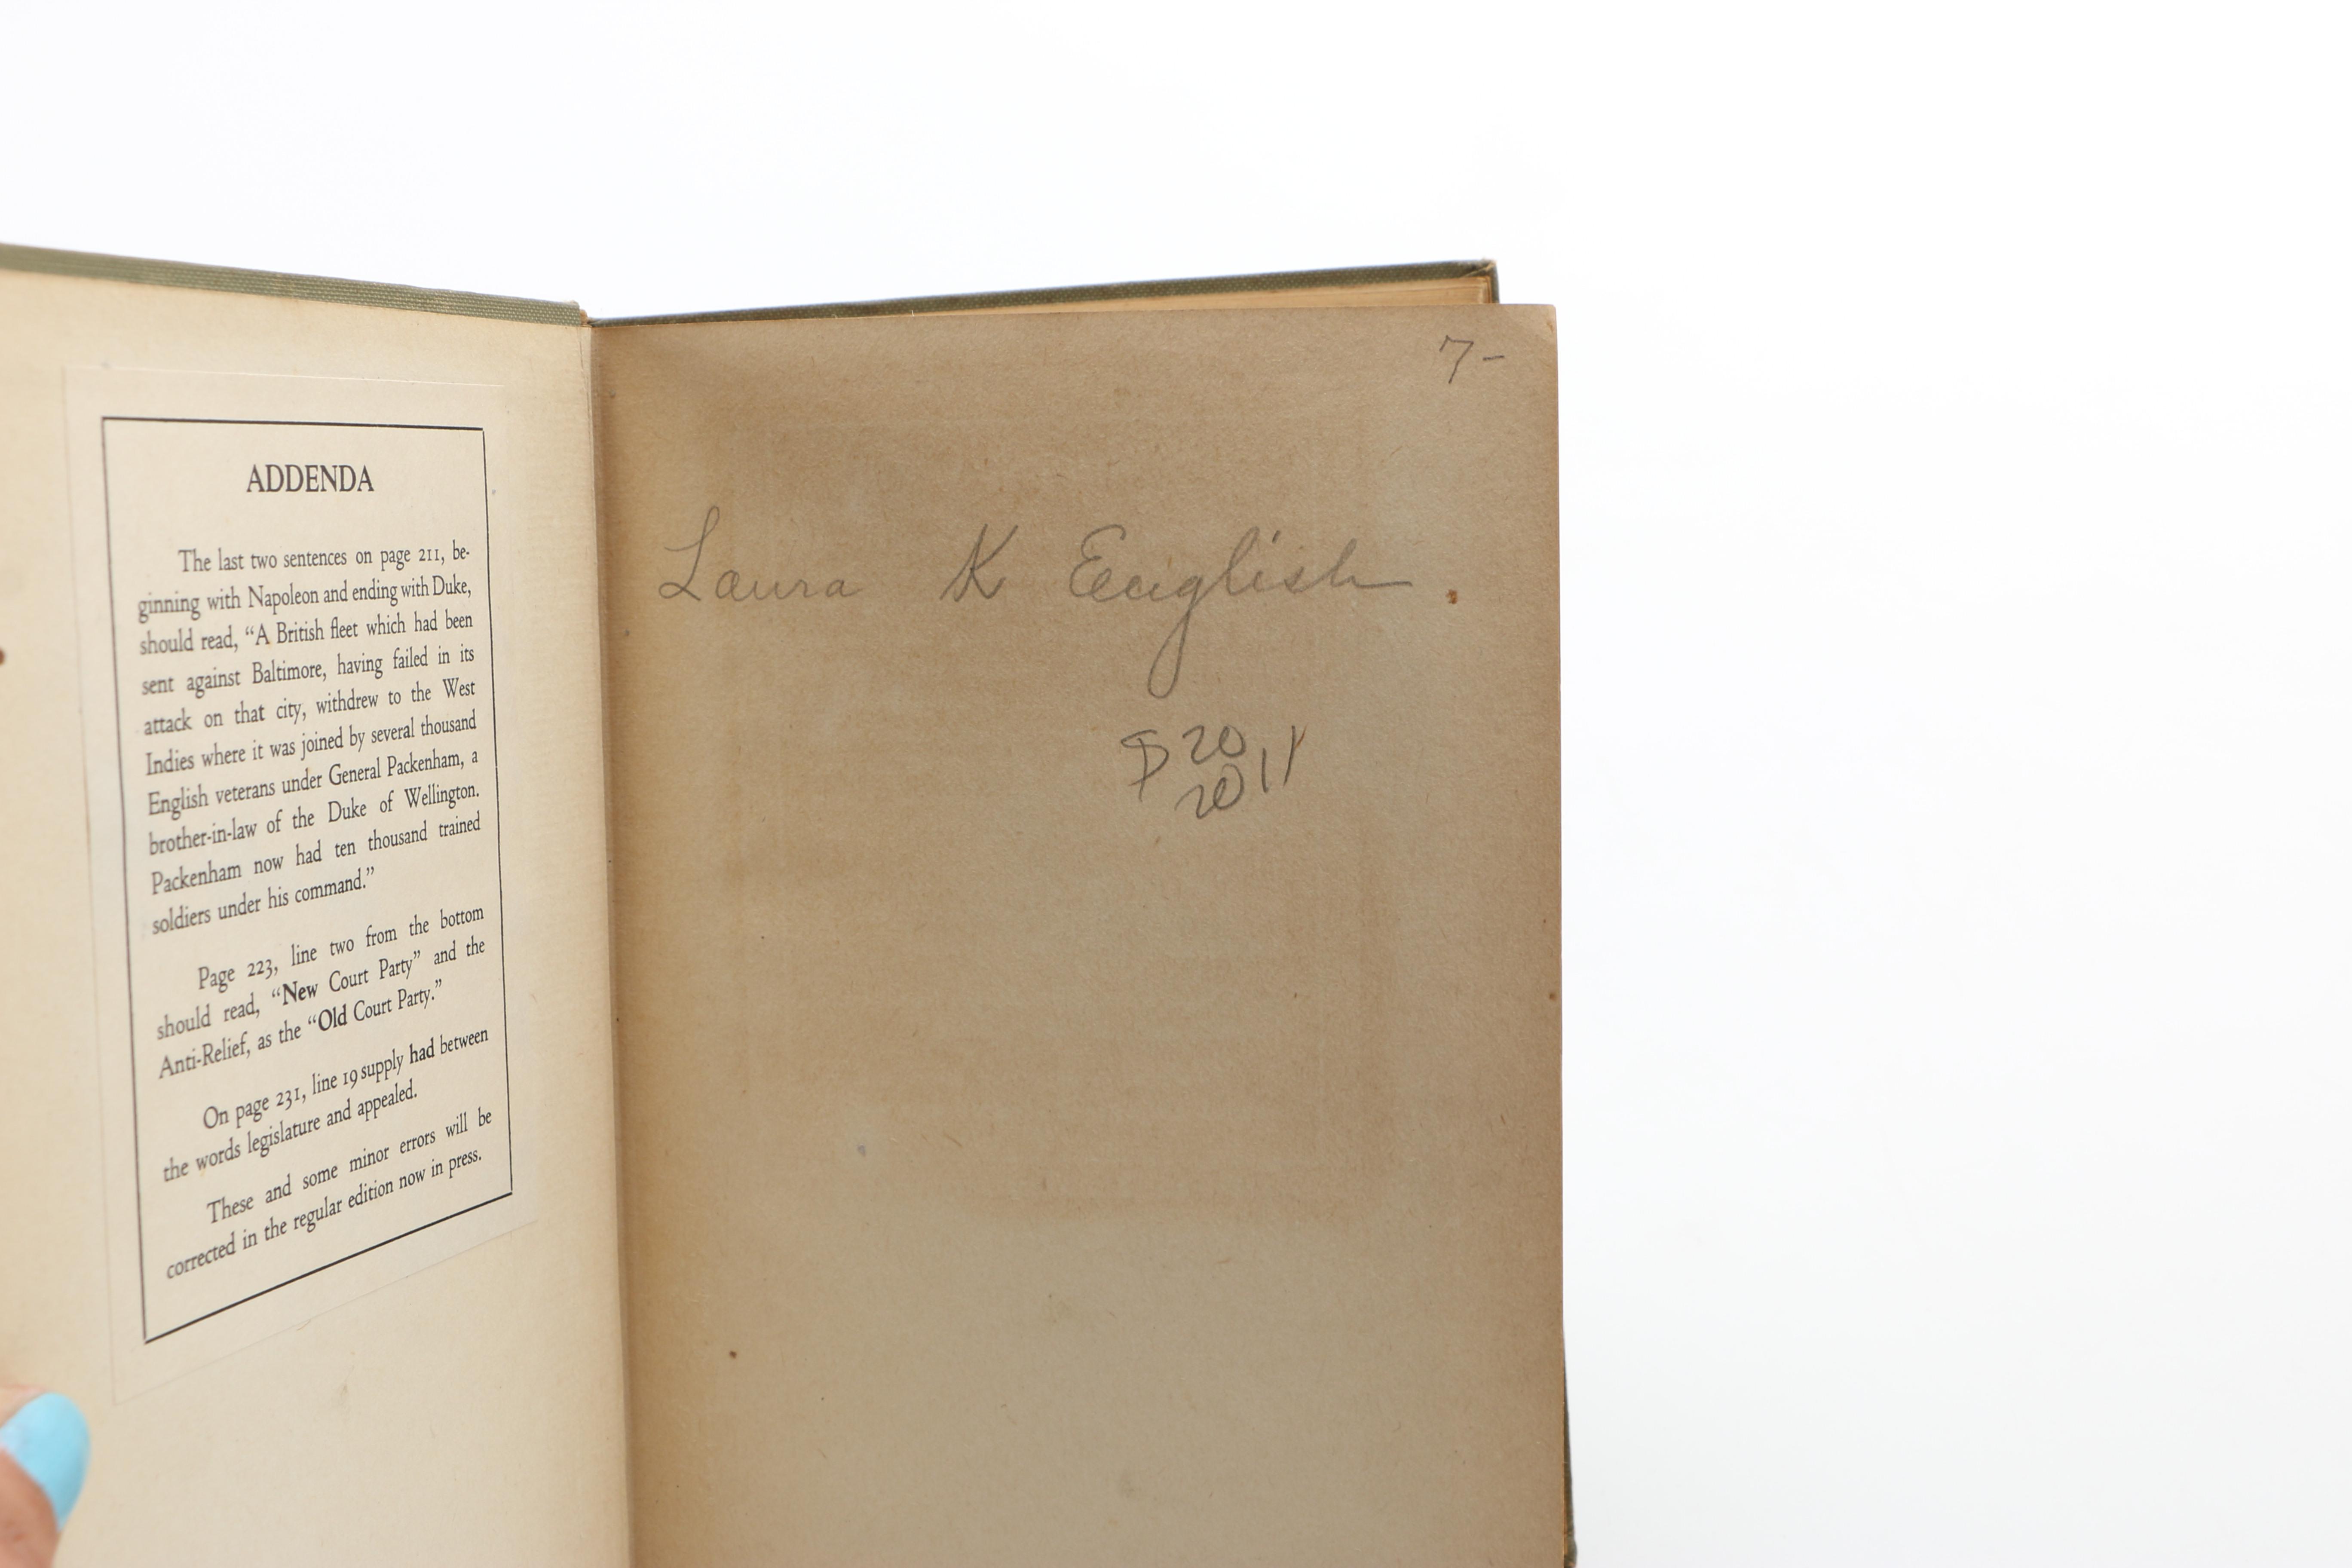 ADDENDA
The last two sentences on page 211, be-
ginning with Napoleon and ending with Duke,
should read, “A British fleet which had been
sent against Baltimore, having failed in its
attack on that city, withdrew to the West
Indies where it was joined by several thousand
English veterans under General Packenham, a
brother-in-law of the Duke of Wellington.
Packenham now had ten thousand trained
soldiers under his command.”
Page 223, line two from the bottom
should read, “New Court Party” and the
Anti-Relief, as the “Old Court Party.”
On page 231, line 19 supply had between
the words legislature and appealed.
These and some minor errors will be
corrected in the regular edition now in press.
7-
Laura K English.
$20
2011